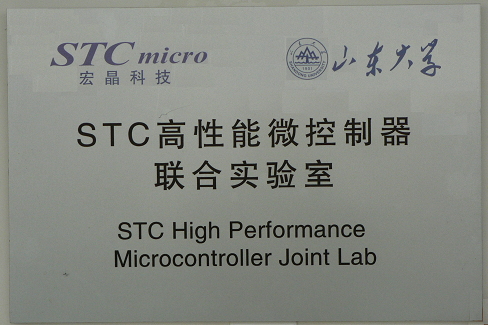 STC micro
宏晶科技
山东大学
STC高性能微控制器
联合实验室
STC High Performance
Microcontroller Joint Lab